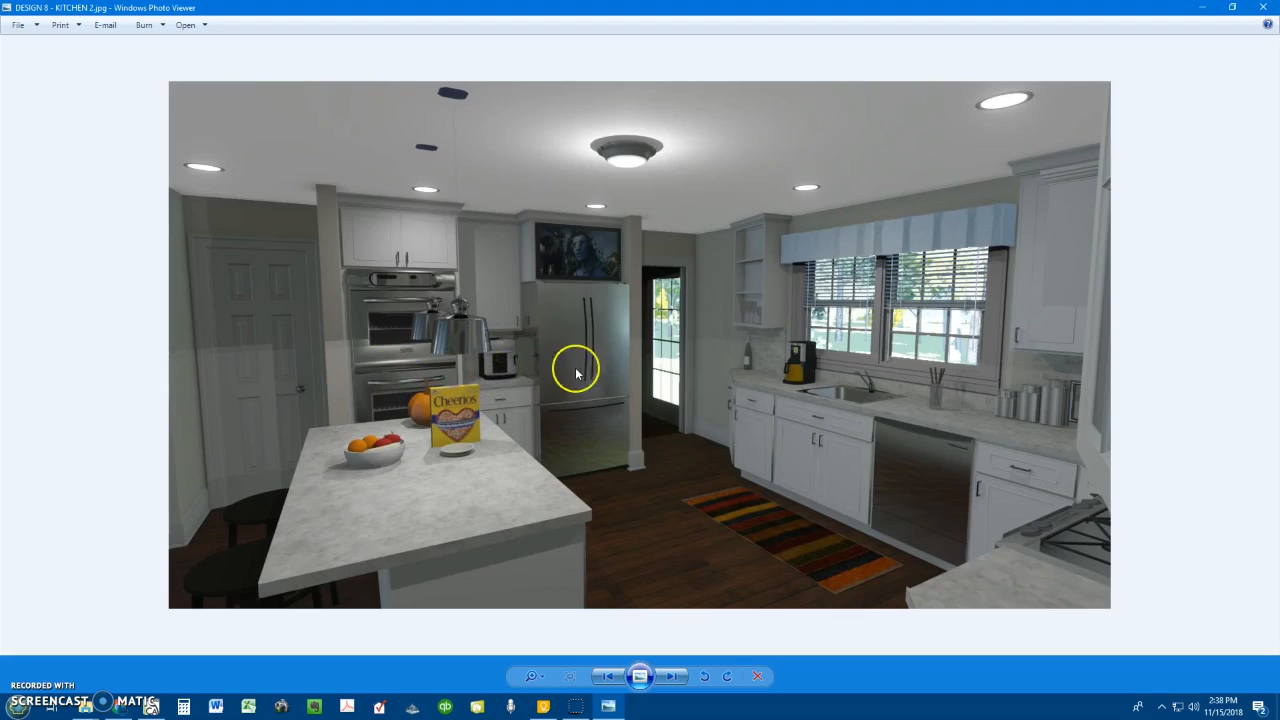 DESIGN 8 - KITCHEN 2.jpg - Windows Photo Viewer
File Print E-mail Burn Open
Cheerios
RECORDED WITH
SCREENCAST MATIC
2:38 PM
11/15/2018